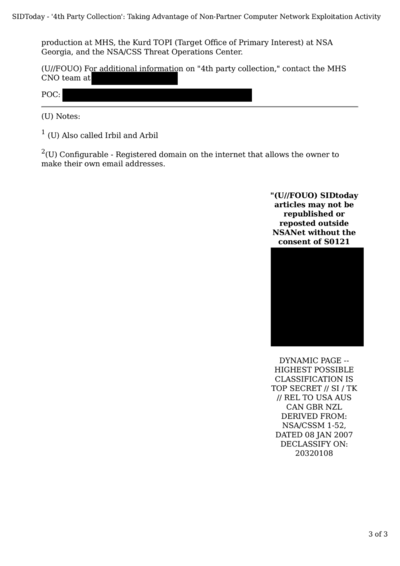 SIDToday - '4th Party Collection': Taking Advantage of Non-Partner Computer Network Exploitation Activity
production at MHS, the Kurd TOPI (Target Office of Primary Interest) at NSA
Georgia, and the NSA/CSS Threat Operations Center.
(U//FOUO) For additional information on "4th party collection," contact the MHS
CNO team at
POC:
(U) Notes:
1 (U) Also called Irbil and Arbil
2(U) Configurable - Registered domain on the internet that allows the owner to
make their own email addresses.
"(U//FOUO) SIDtoday
articles may not be
republished or
reposted outside
NSANet without the
consent of S0121
DYNAMIC PAGE --
HIGHEST POSSIBLE
CLASSIFICATION IS
TOP SECRET // SI / TK
// REL TO USA AUS
CAN GBR NZL
DERIVED FROM:
NSA/CSSM 1-52,
DATED 08 JAN 2007
DECLASSIFY ON:
20320108
3 of 3